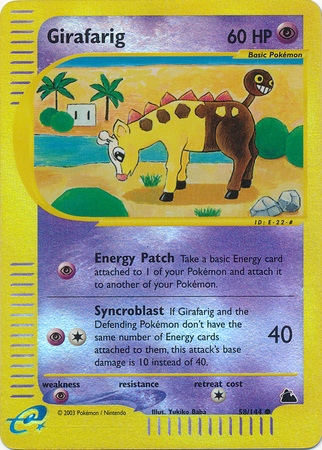 Girafarig 60 HP
Basic Pokémon
ID: E-22-#
Energy Patch Take a basic Energy card
attached to 1 of your Pokémon and attach it
to another of your Pokémon.
Syncroblast If Girafarig and the
Defending Pokémon don't have the
same number of Energy cards
attached to them, this attack's base
damage is 10 instead of 40.
40
weakness resistance retreat cost
e
© 2003 Pokémon / Nintendo Illus. Yukiko Baba 58/144